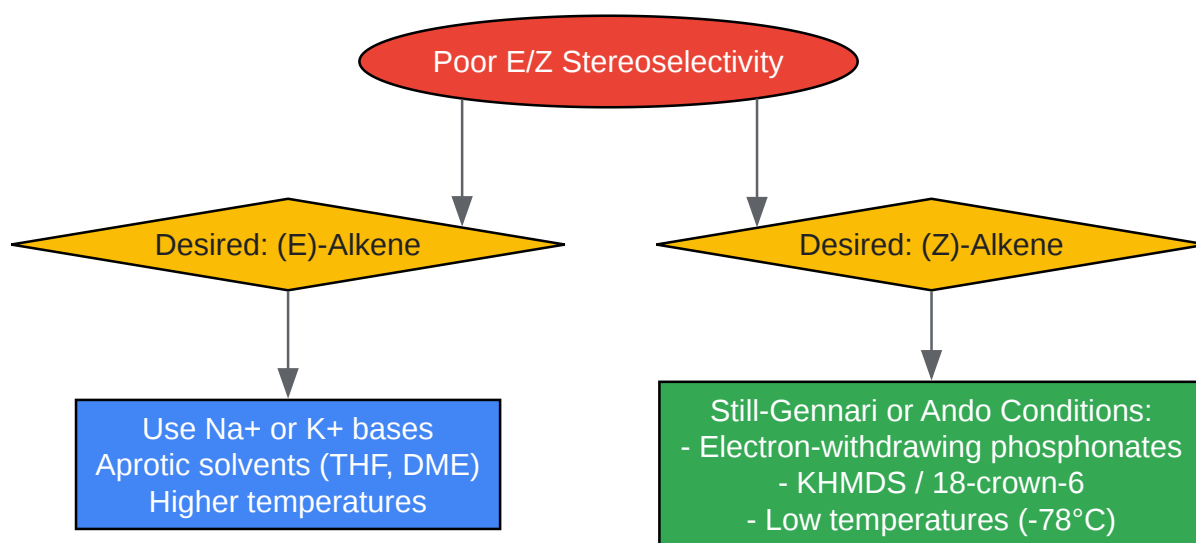 Poor E/Z Stereoselectivity
Desired: (E)-Alkene
Desired: (Z)-Alkene
Use Na+ or K+ bases
Aprotic solvents (THF, DME)
Higher temperatures
Still-Gennari or Ando Conditions:
- Electron-withdrawing phosphonates
- KHMDS / 18-crown-6
- Low temperatures (-78°C)